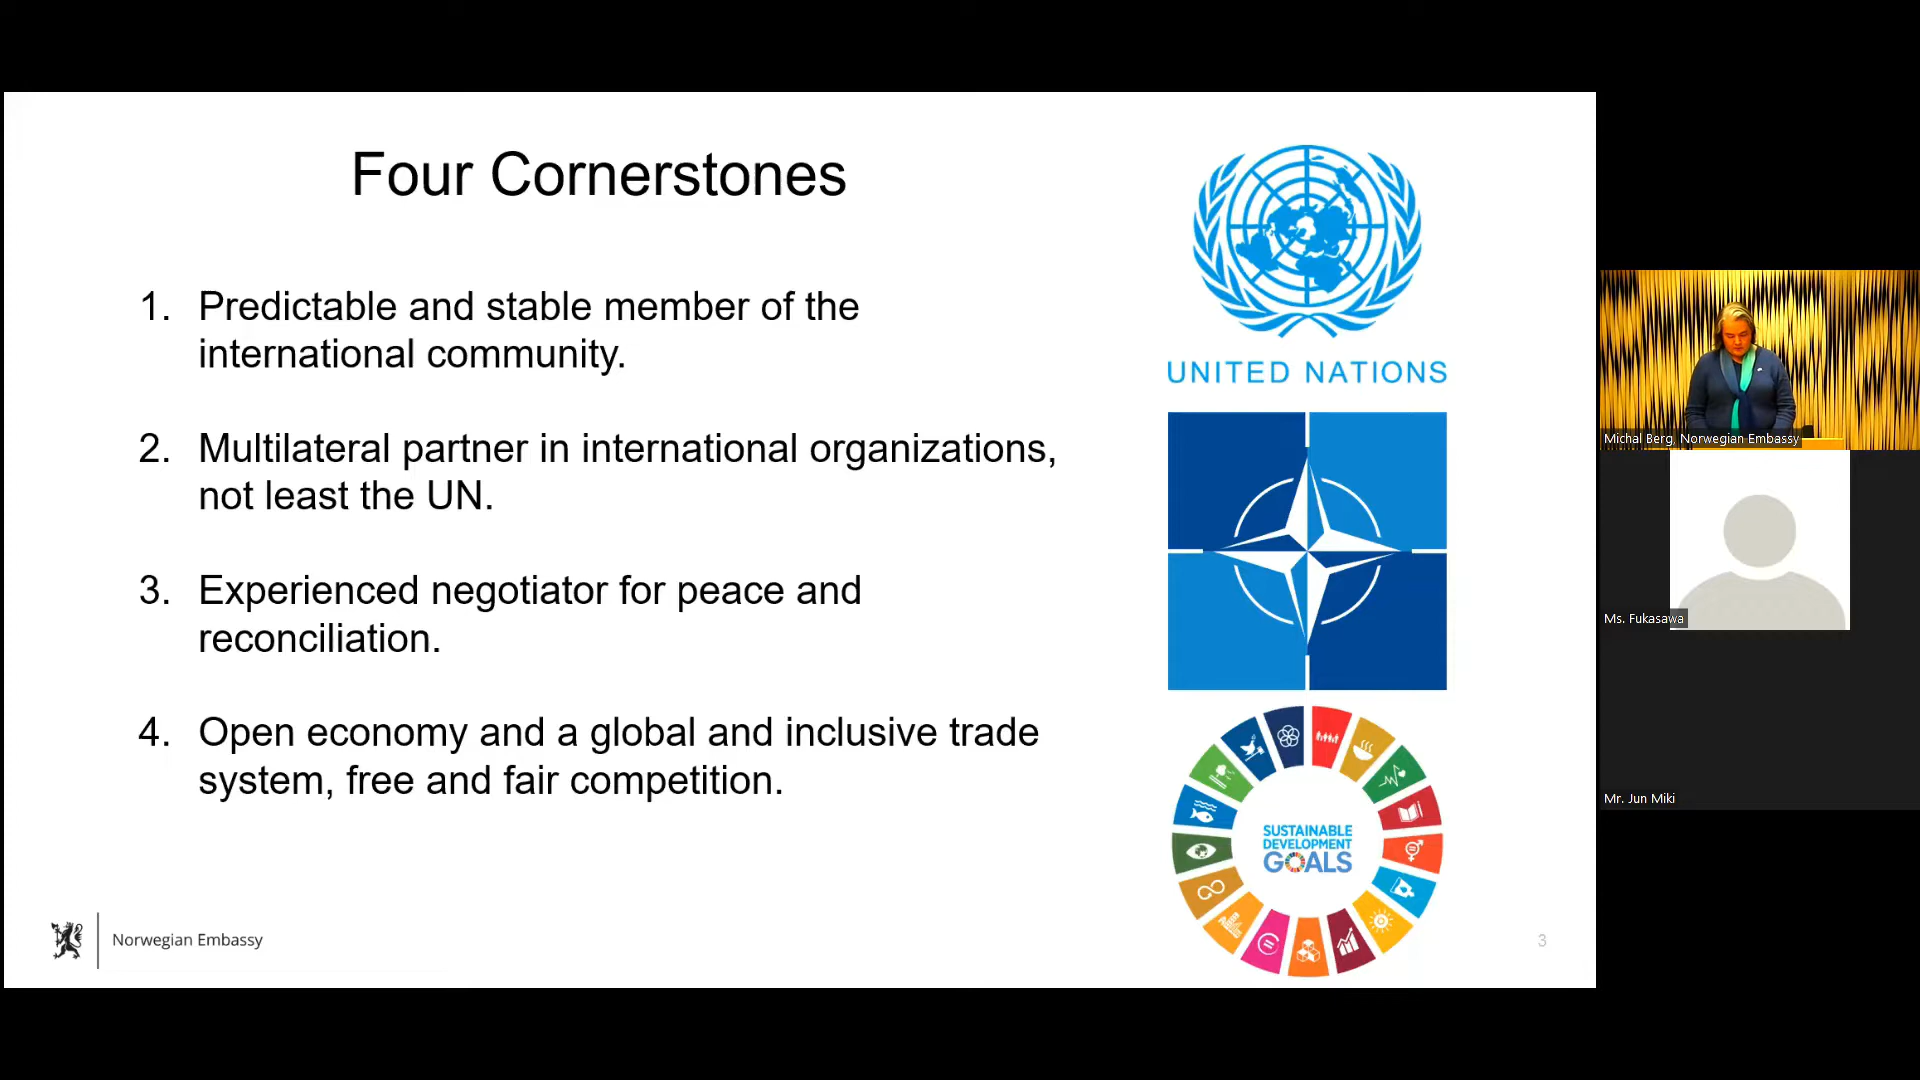 Four Cornerstones
1. Predictable and stable member of the
international community.
2. Multilateral partner in international organizations,
not least the UN.
3. Experienced negotiator for peace and
reconciliation.
4. Open economy and a global and inclusive trade
system, free and fair competition.
UNITED NATIONS
SUSTAINABLE
DEVELOPMENT
GOALS
Norwegian Embassy
3
Michal Berg, Norwegian Embassy
Ms. Fukasawa
Mr. Jun Miki